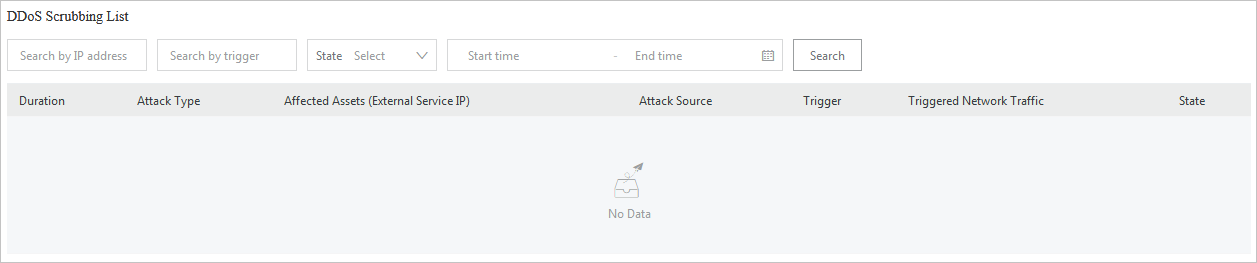 DDoS Scrubbing List
Search by IP address Search by trigger State Select Start time - End time Search
Duration Attack Type Affected Assets (External Service IP) Attack Source Trigger Triggered Network Traffic State
No Data